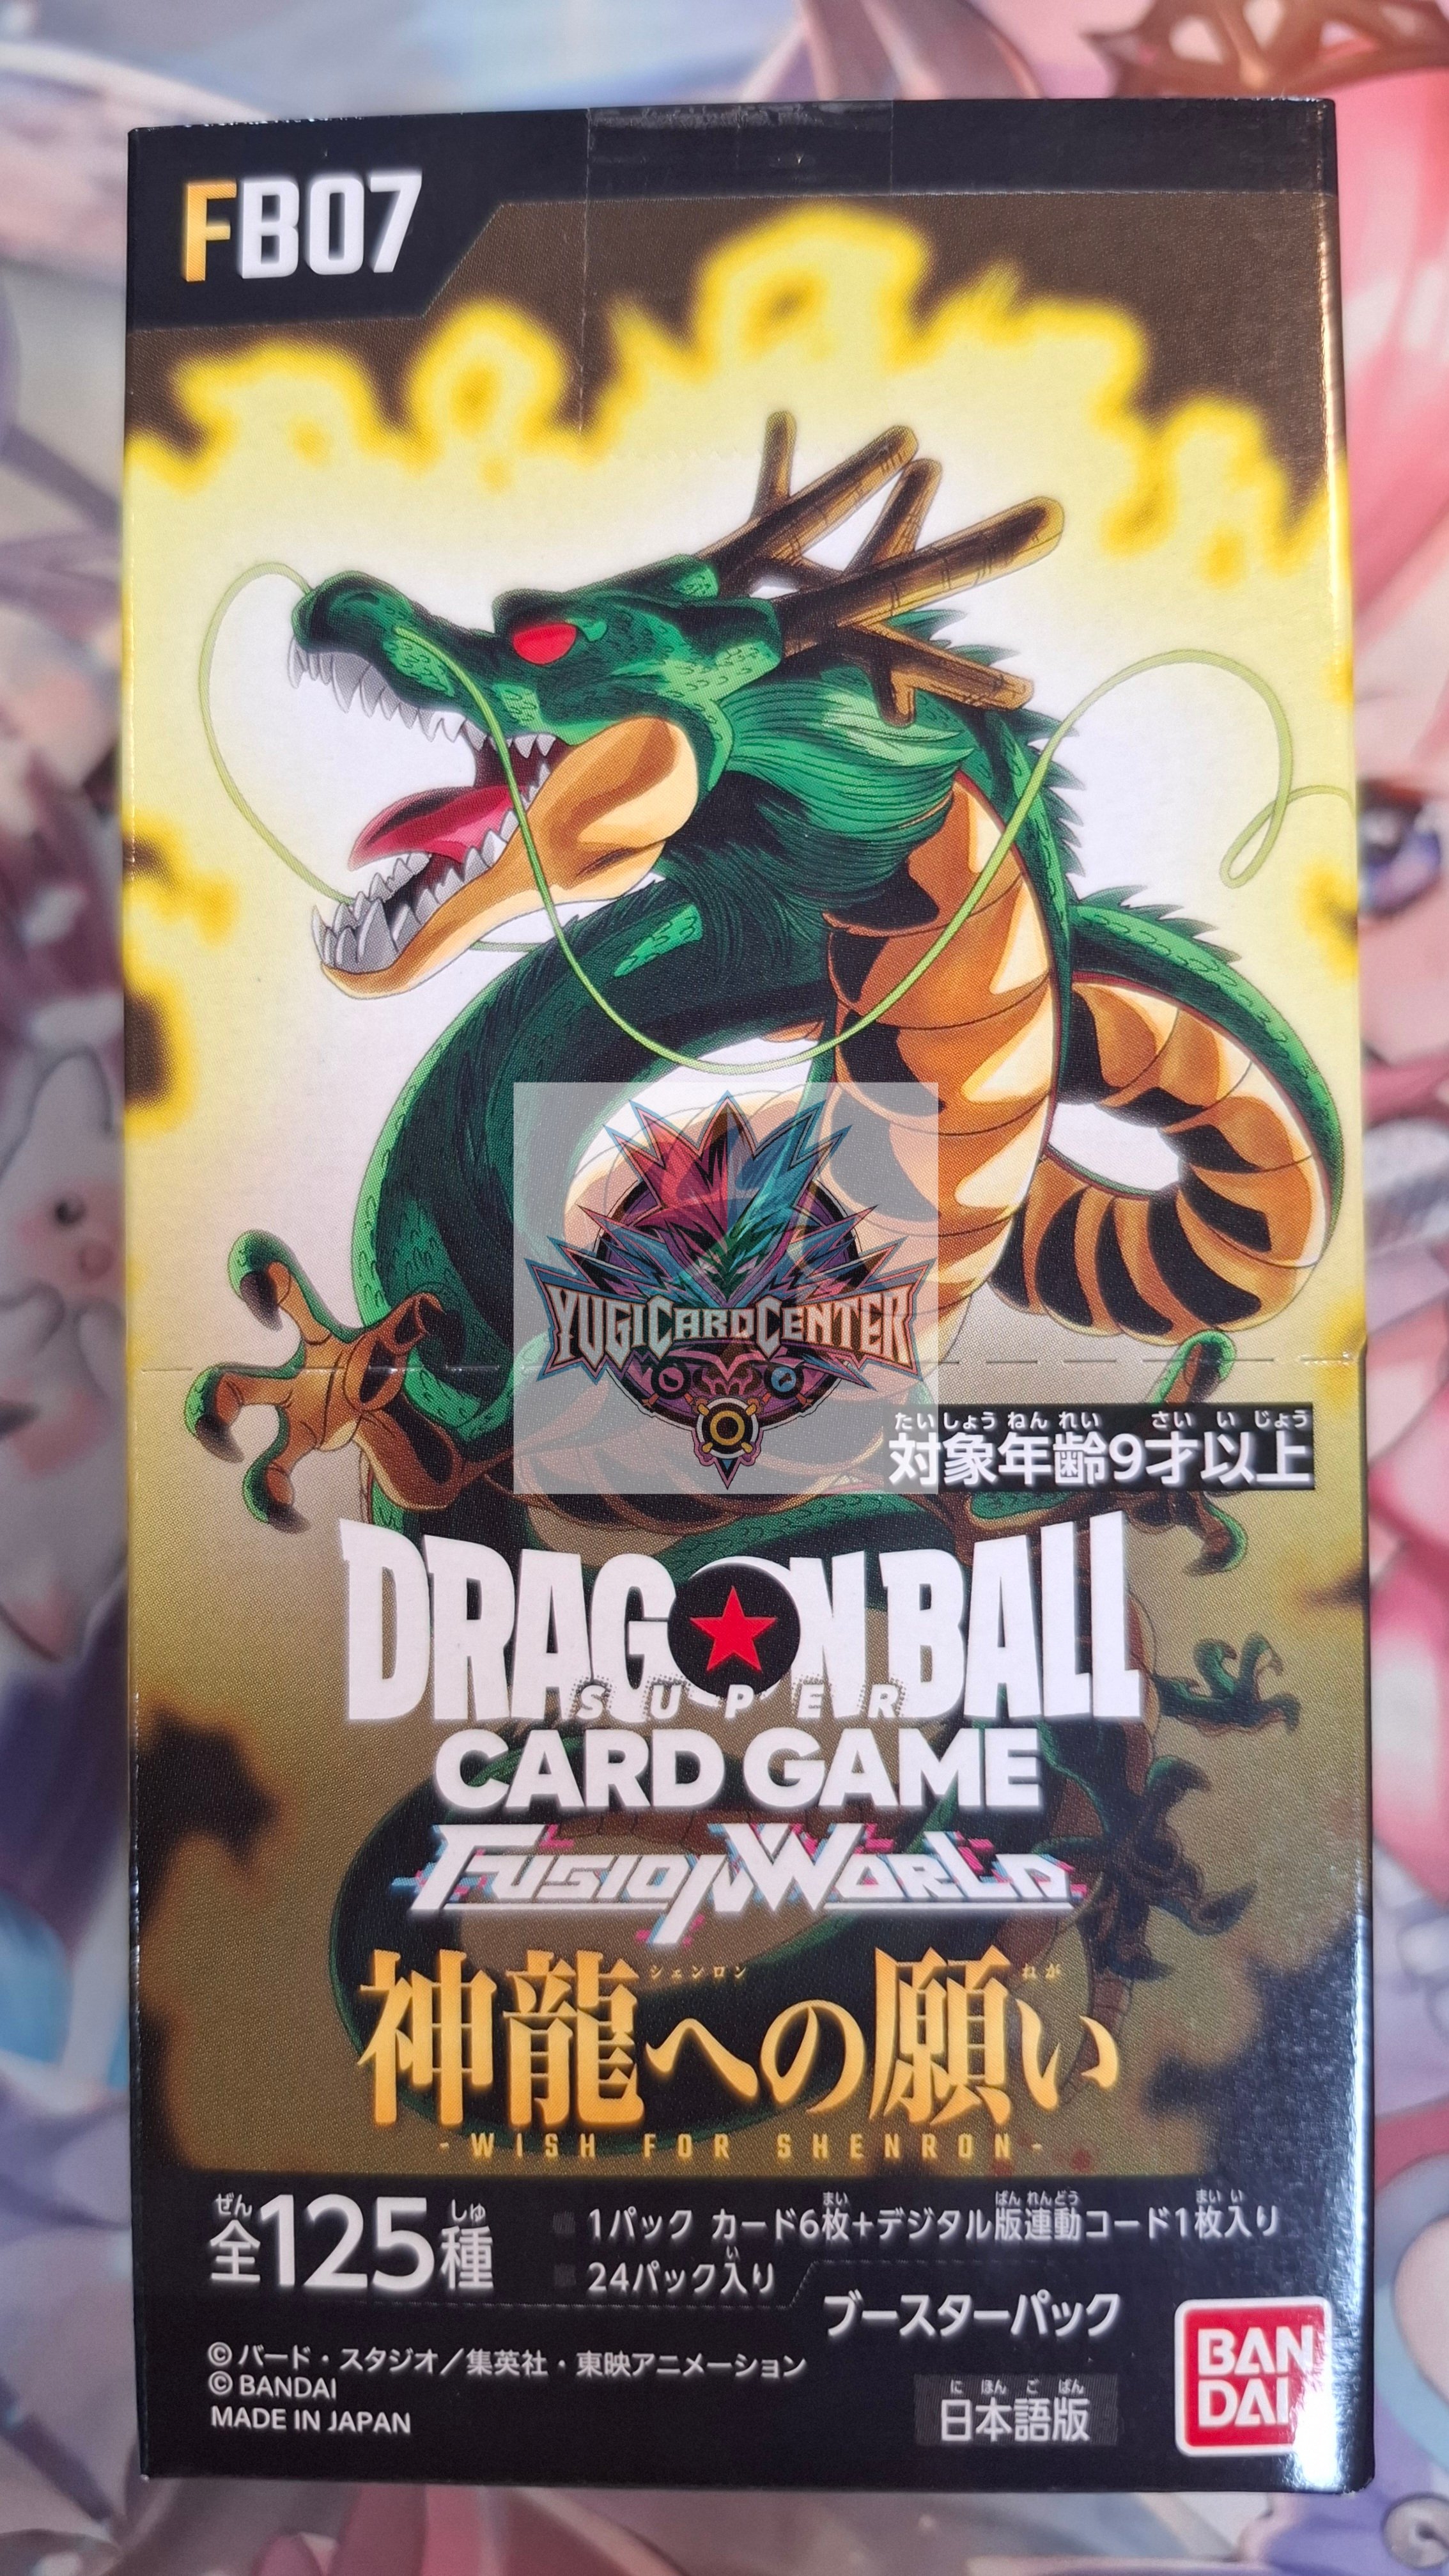 FB07
YUGICARDCENTER
たいしょうねんれい さいいじょう
対象年齢9才以上
DRAGON BALL
SUPER
CARD GAME
FUSION WORLD
シェンロン ねが
神龍への願い
-WISH FOR SHENRON-
ぜん しゅ
全125種
まい ばんれんどう まいい
1パック カード6枚+デジタル版連動コード1枚入り
い
24パック入り
ブースターパック
©バード・スタジオ/集英社・東映アニメーション
©BANDAI
MADE IN JAPAN
にほんごばん
日本語版
BAN
DAI